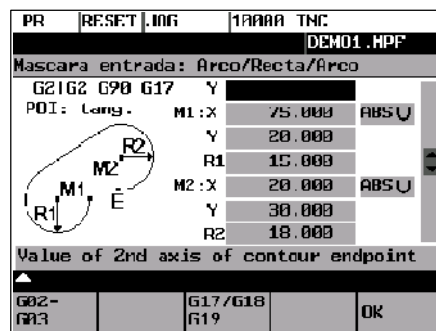 PR RESET JOG 10000 INC
DEMO1.MPF
Mascara entrada: Arco/Recta/Arco
G2|G2 G90 G17 Y
POI: tang. M1:X 75.000 ABS
Y 20.000
R1 15.000
M2:X 20.000 ABS
Y 30.000
R2 18.000
R2
M2
M1 E
R1
Value of 2nd axis of contour endpoint
G02- G17/G18
G03 G19 OK